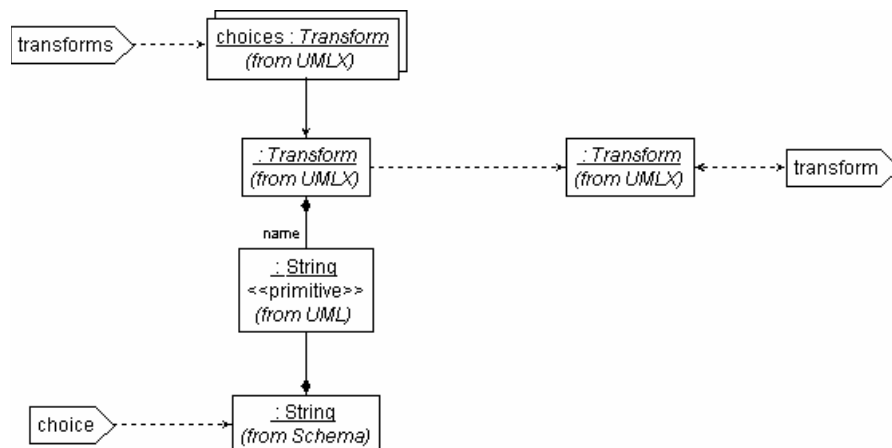 transforms
choices : Transform
(from UMLX)
: Transform
(from UMLX)
: Transform
(from UMLX)
transform
name
: String
<<primitive>>
(from UML)
choice
: String
(from Schema)